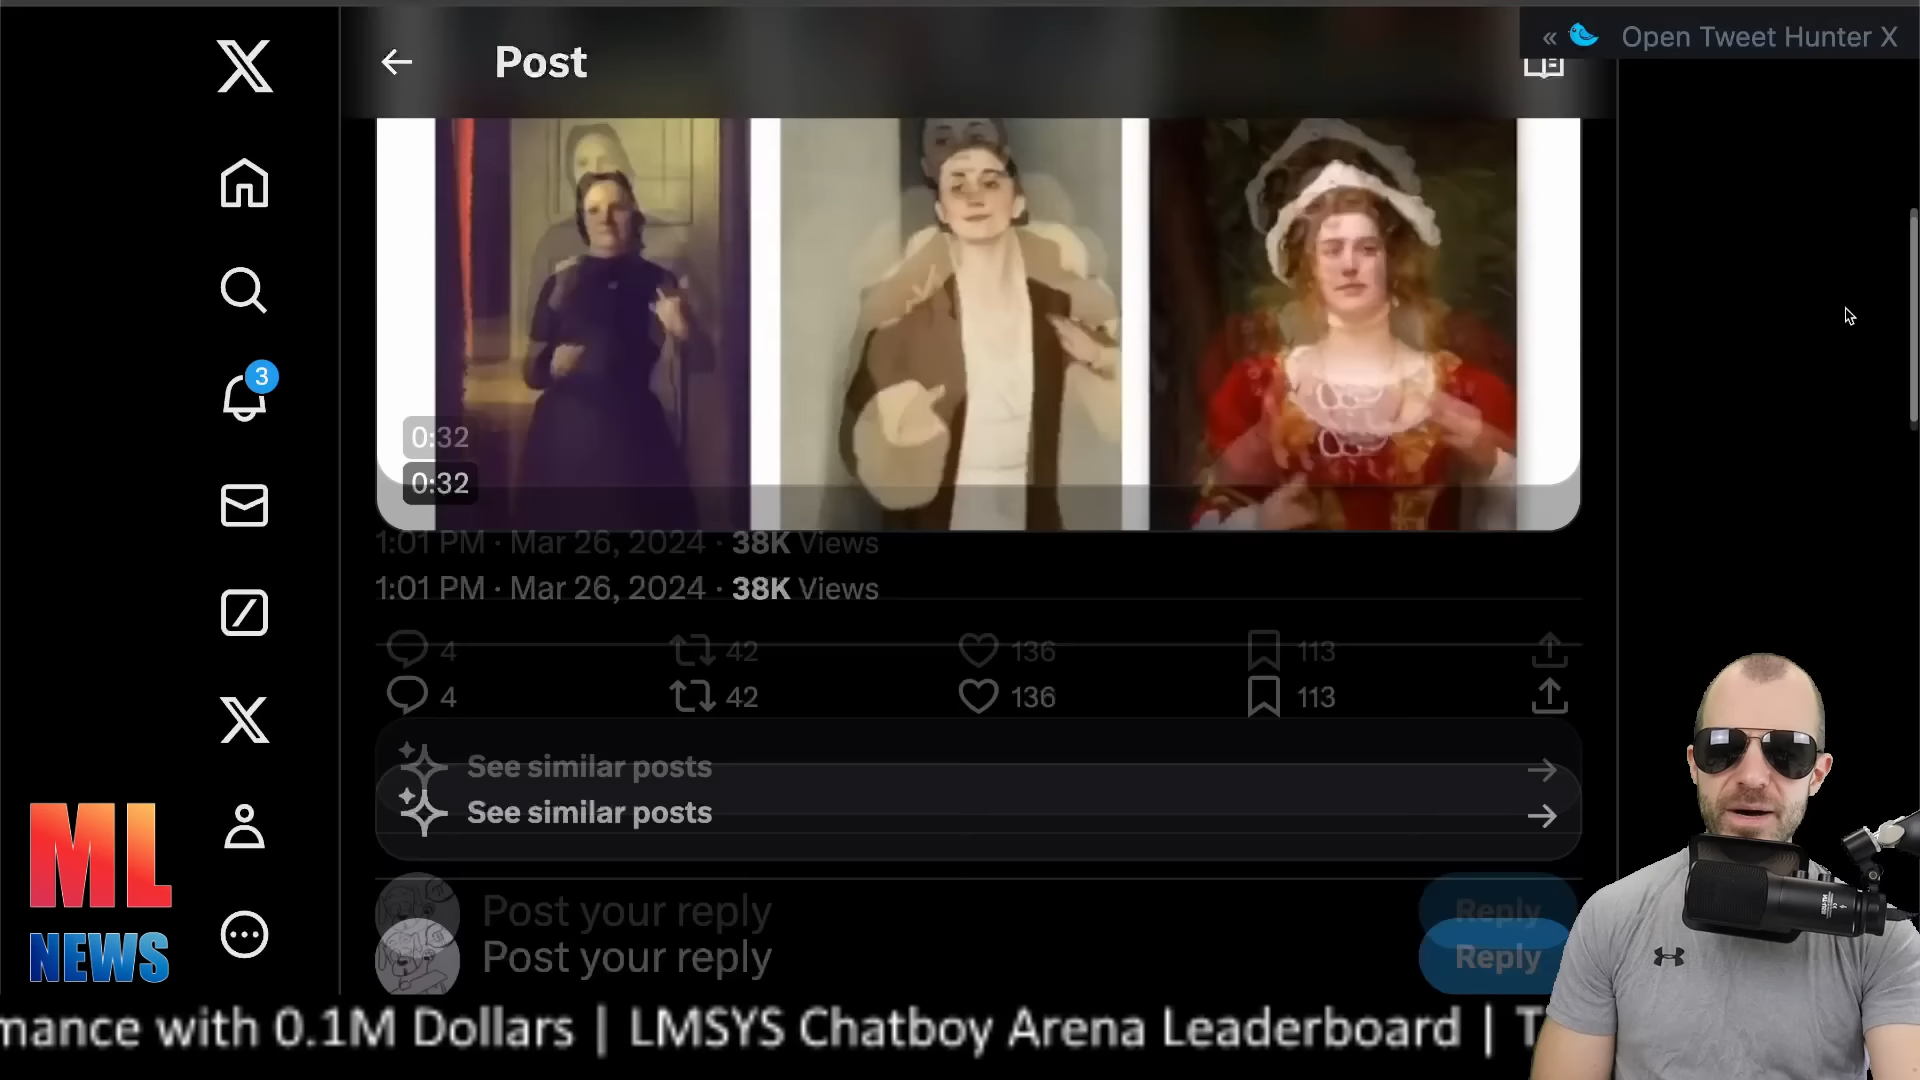 « Open Tweet Hunter X
Post
3
0:32
0:32
1:01 PM · Mar 26, 2024 · 38K Views
1:01 PM · Mar 26, 2024 · 38K Views
4 42 136 113
4 42 136 113
See similar posts
See similar posts
Post your reply Reply
Post your reply Reply
ML
NEWS
mance with 0.1M Dollars | LMSYS Chatboy Arena Leaderboard | T